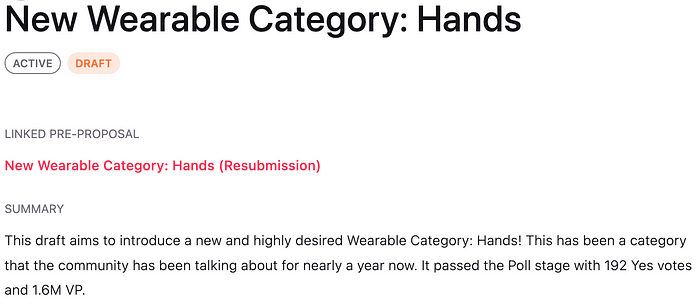 New Wearable Category: Hands
ACTIVE DRAFT
LINKED PRE-PROPOSAL
New Wearable Category: Hands (Resubmission)
SUMMARY
This draft aims to introduce a new and highly desired Wearable Category: Hands! This has been a category
that the community has been talking about for nearly a year now. It passed the Poll stage with 192 Yes votes
and 1.6M VP.